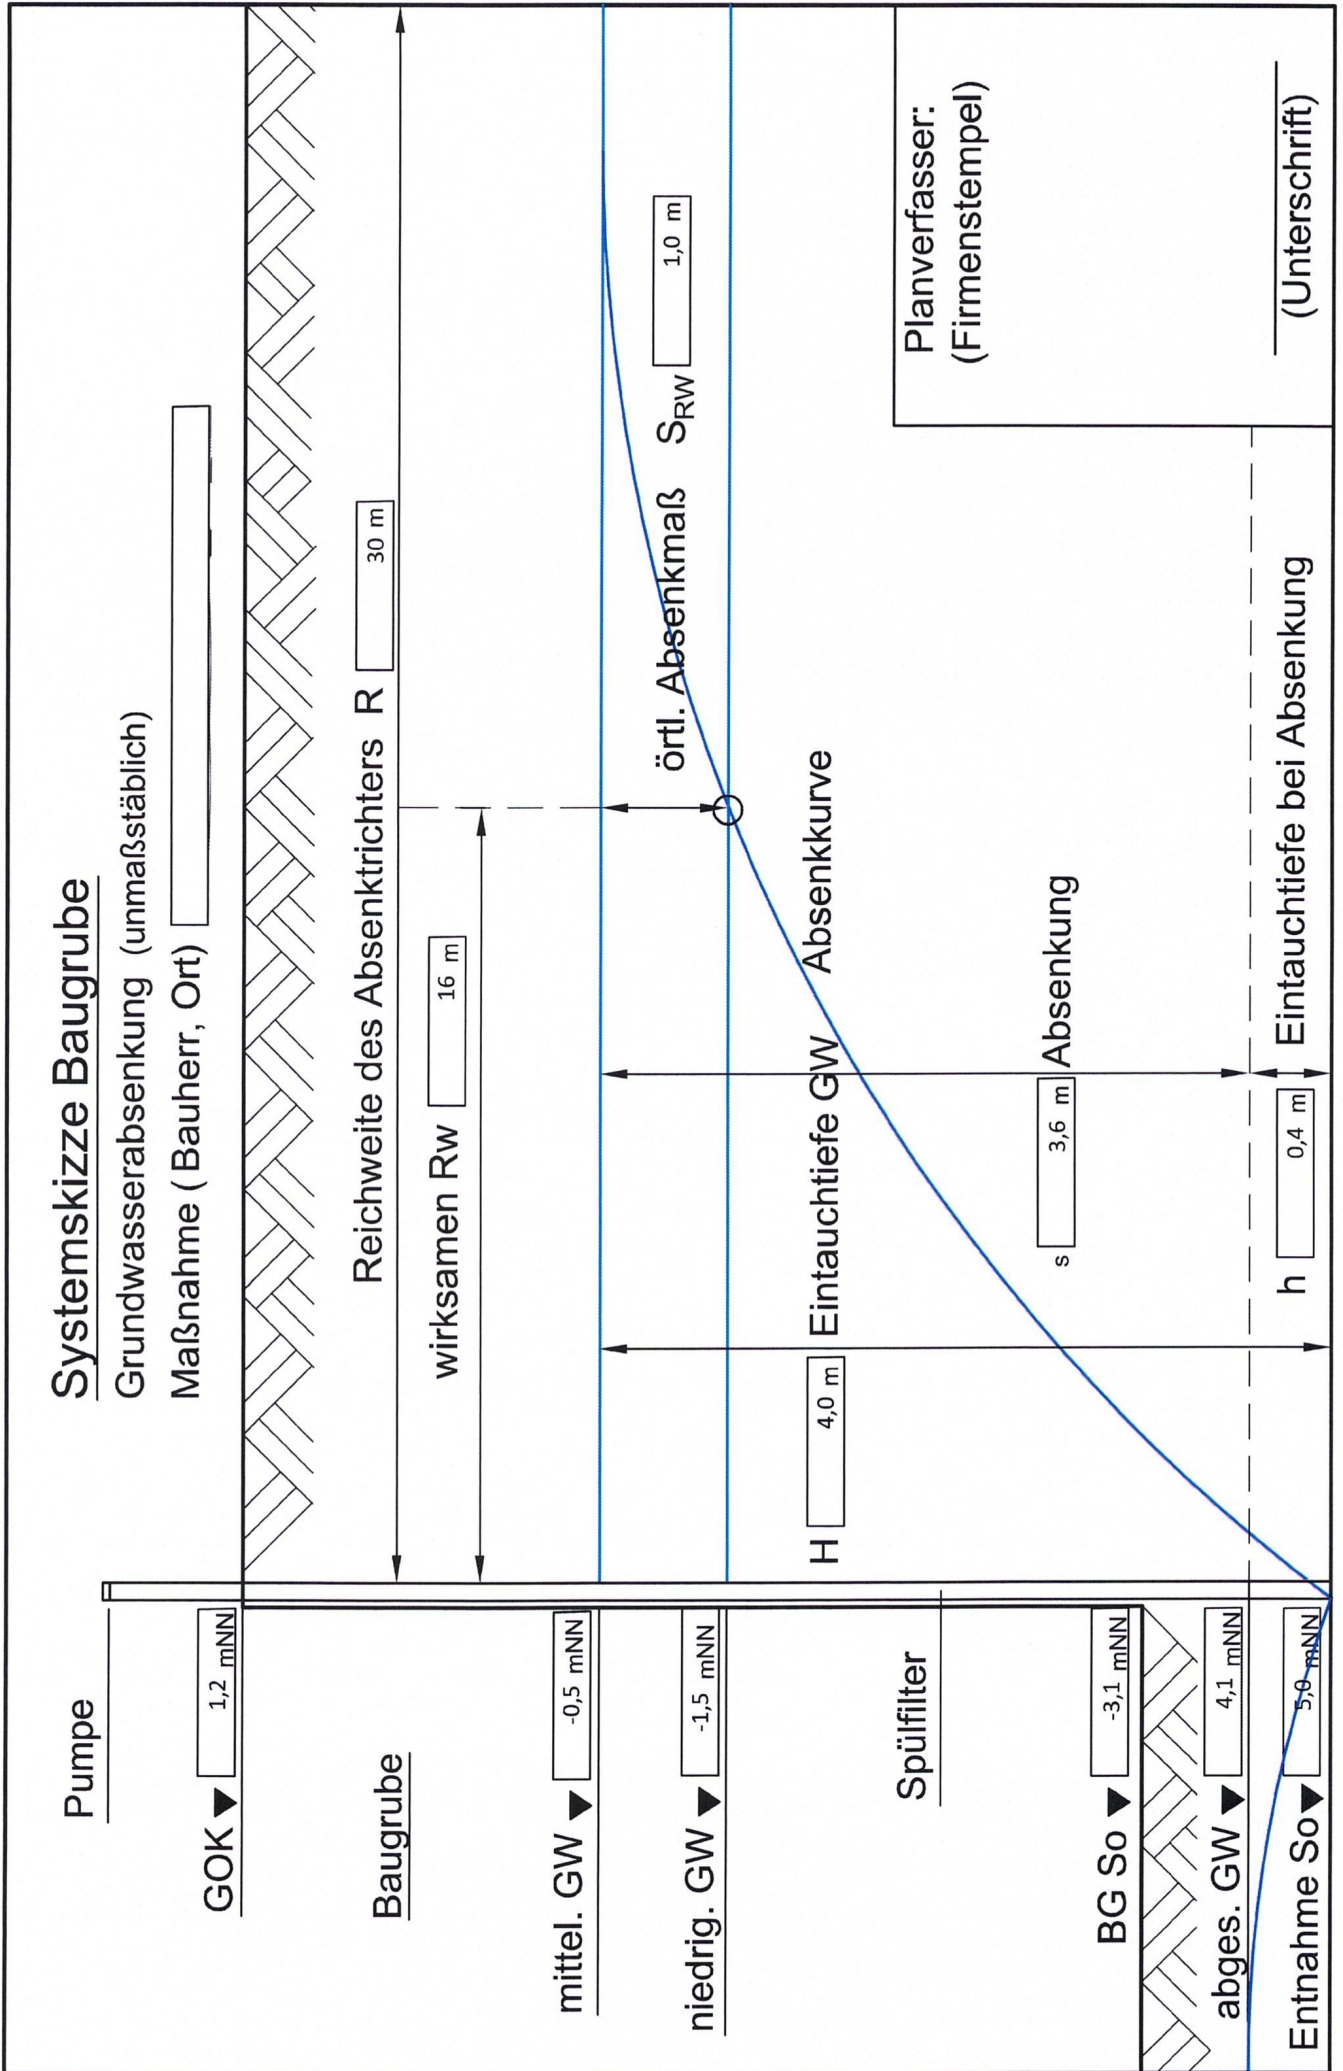 Systemskizze Baugrube
Grundwasserabsenkung (unmaßstäblich)
Maßnahme ( Bauherr, Ort)
Pumpe
GOK 1,2 mNN
Reichweite des Absenktrichters R 30 m
Baugrube
wirksamen Rw 16 m
mittel. GW -0,5 mNN
örtl. Absenkmaß SRW 1,0 m
niedrig. GW -1,5 mNN
H 4,0 m Eintauchtiefe GW Absenkkurve
Spülfilter
Planverfasser:
(Firmenstempel)
s 3,6 m Absenkung
BG So -3,1 mNN
abges. GW 4,1 mNN
h 0,4 m Eintauchtiefe bei Absenkung
Entnahme So 5,0 mNN
(Unterschrift)